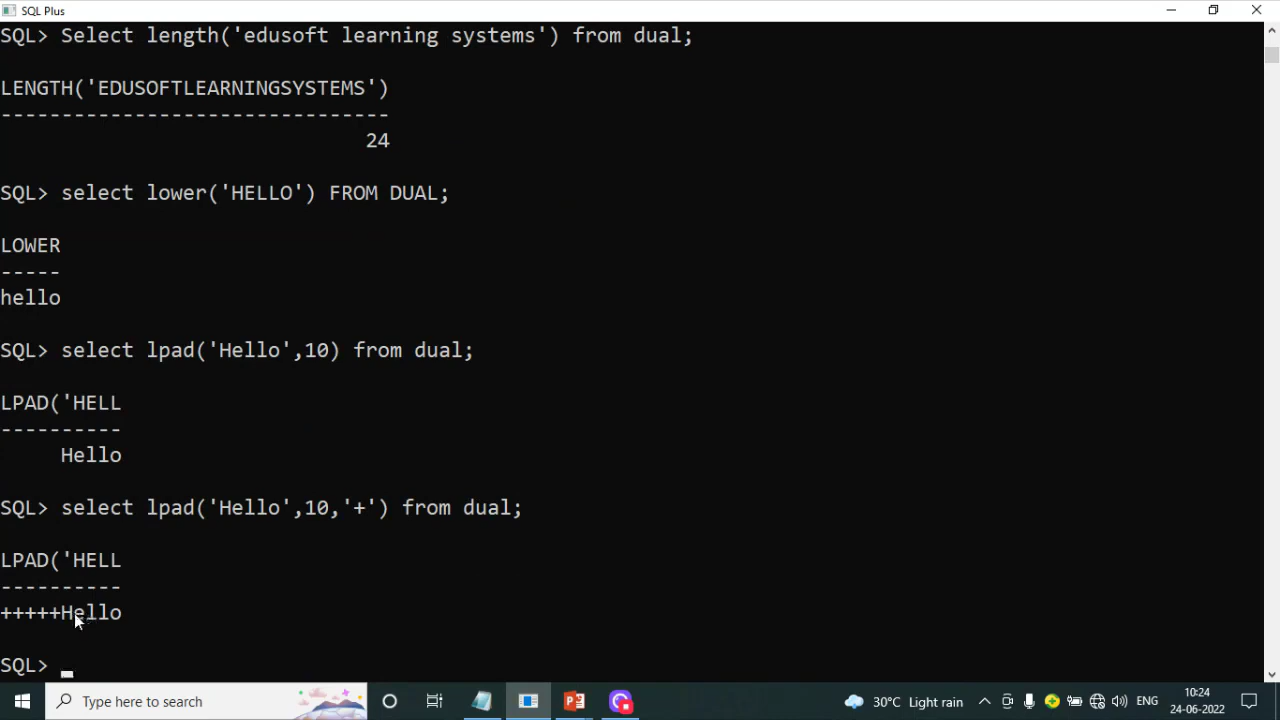 SQL Plus
SQL> Select length('edusoft learning systems') from dual;
LENGTH('EDUSOFTLEARNINGSYSTEMS')
--------------------------------
24
SQL> select lower('HELLO') FROM DUAL;
LOWER
-----
hello
SQL> select lpad('Hello',10) from dual;
LPAD('HELL
----------
Hello
SQL> select lpad('Hello',10,'+') from dual;
LPAD('HELL
----------
+++++Hello
SQL>
Type here to search
30°C Light rain
ENG
10:24
24-06-2022